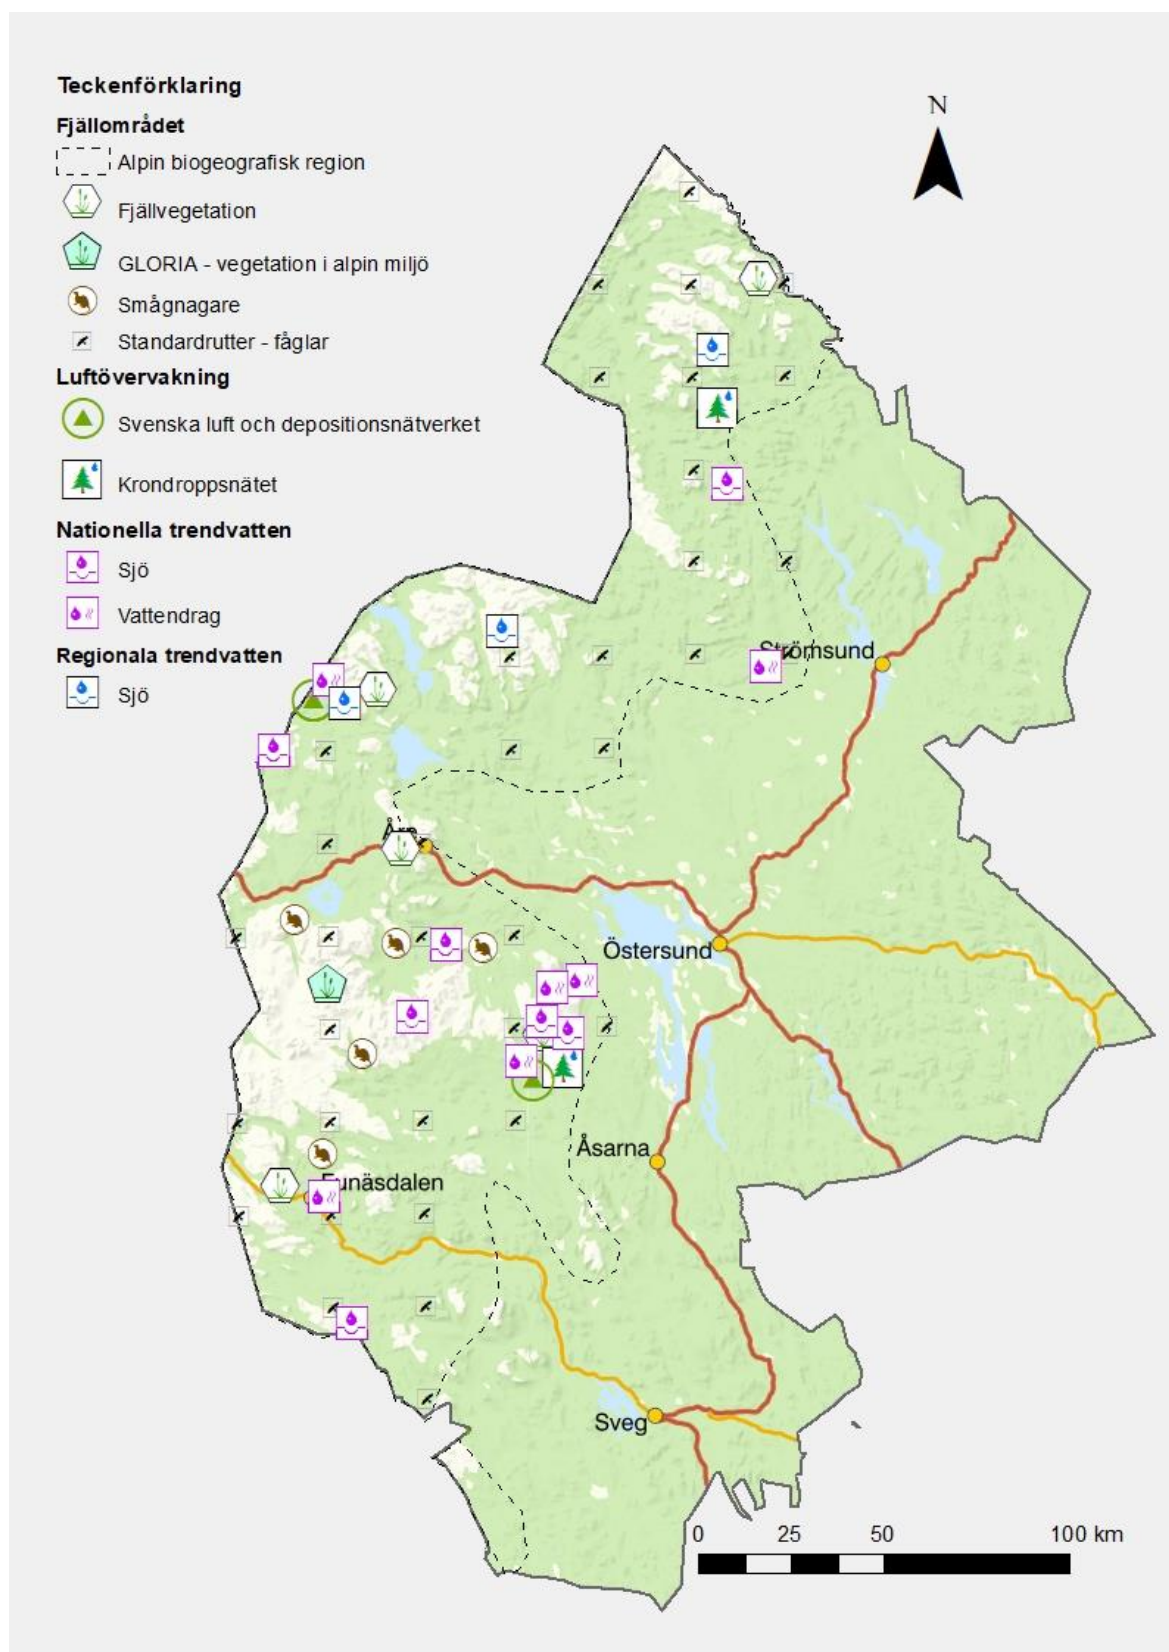 Teckenförklaring
Fjällområdet
Alpin biogeografisk region
Fjällvegetation
GLORIA - vegetation i alpin miljö
Smågnagare
Standardrutter - fåglar
Luftövervakning
Svenska luft och depositionsnätverket
Krondroppsnätet
Nationella trendvatten
Sjö
Vattendrag
Regionala trendvatten
Sjö
N
Strömsund
Östersund
Åsarna
Sveg
0 25 50 100 km